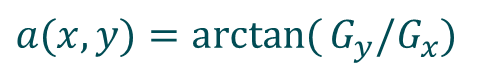 a(x, y) = arctan( G_y/G_x)